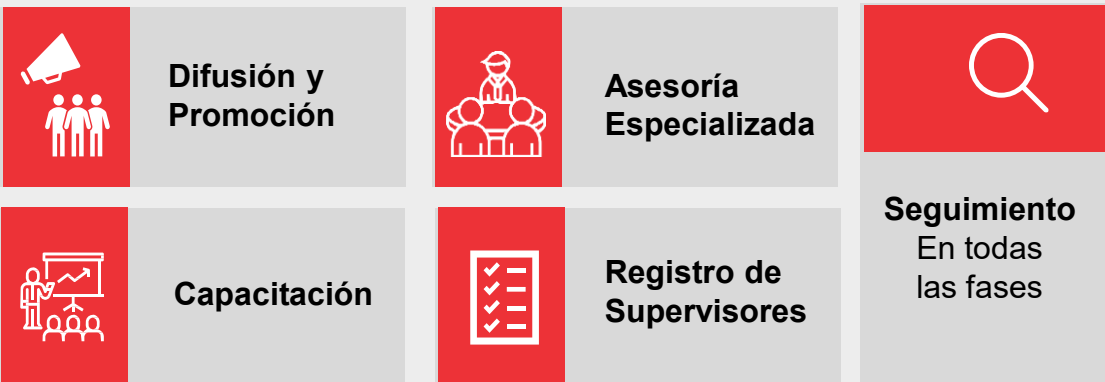 Difusión y
Promoción
Asesoría
Especializada
Capacitación
Registro de
Supervisores
Seguimiento
En todas
las fases